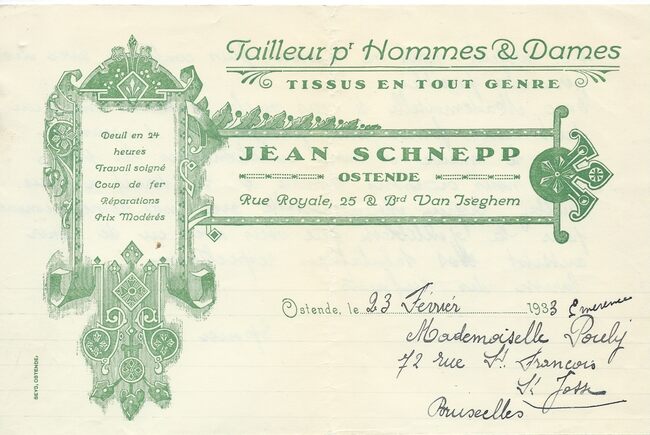 Tailleur pr Hommes & Dames
TISSUS EN TOUT GENRE
Deuil en 24
heures
Travail soigné
Coup de fer
Réparations
Prix Modérés
JEAN SCHNEPP
OSTENDE
Rue Royale, 25 & Brd Van Iseghem
Ostende, le 23 Février 1933
Mademoiselle
72 rue St. François
St Josse
Bruxelles
SEYD, OSTENDE.